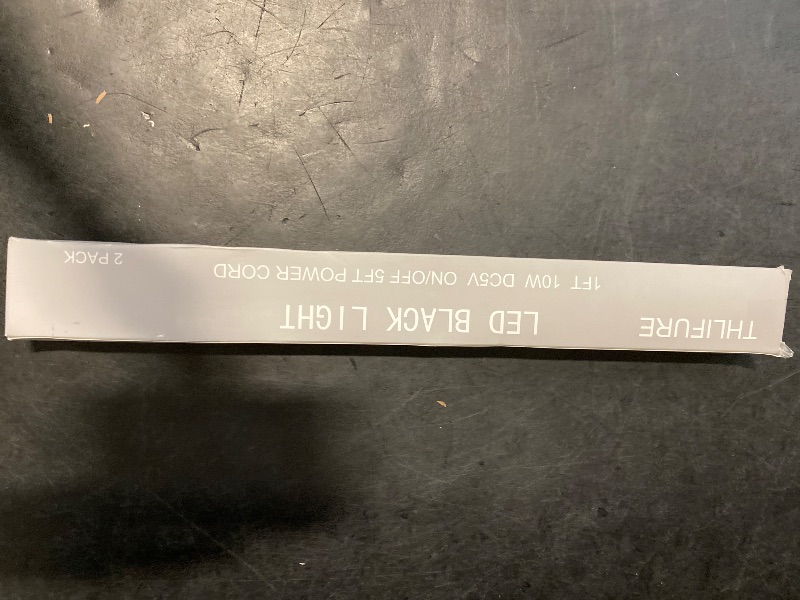 THLIFURE LED BLACK LIGHT
1FT 10W DC5V ON/OFF 5FT POWER CORD 2 PACK